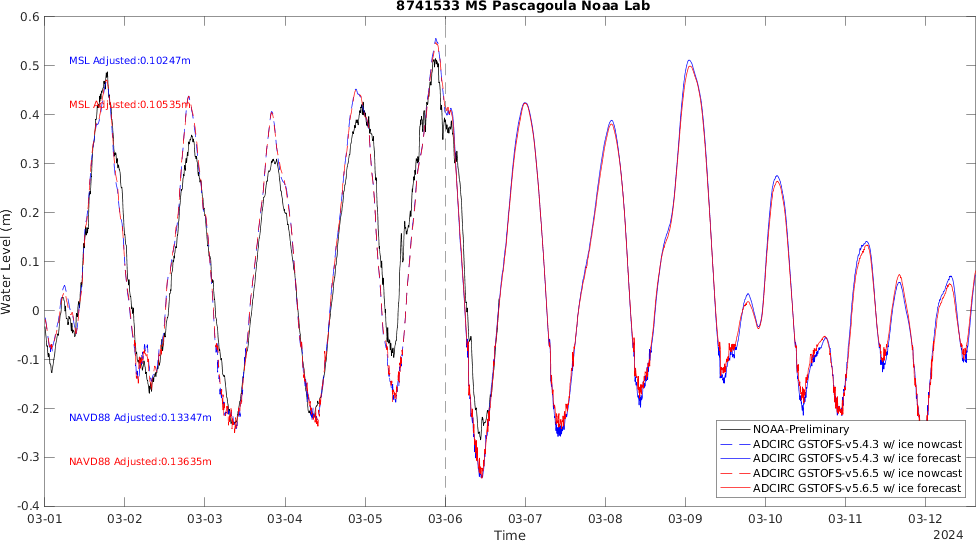 8741533 MS Pascagoula Noaa Lab
0.6
0.5
0.4
0.3
0.2
0.1
0
-0.1
-0.2
-0.3
-0.4
Water Level (m)
MSL Adjusted:0.10247m
MSL Adjusted:0.10535m
NAVD88 Adjusted:0.13347m
NAVD88 Adjusted:0.13635m
NOAA-Preliminary
ADCIRC GSTOFS-v5.4.3 w/ ice nowcast
ADCIRC GSTOFS-v5.4.3 w/ ice forecast
ADCIRC GSTOFS-v5.6.5 w/ ice nowcast
ADCIRC GSTOFS-v5.6.5 w/ ice forecast
03-01 03-02 03-03 03-04 03-05 03-06 03-07 03-08 03-09 03-10 03-11 03-12
Time
2024